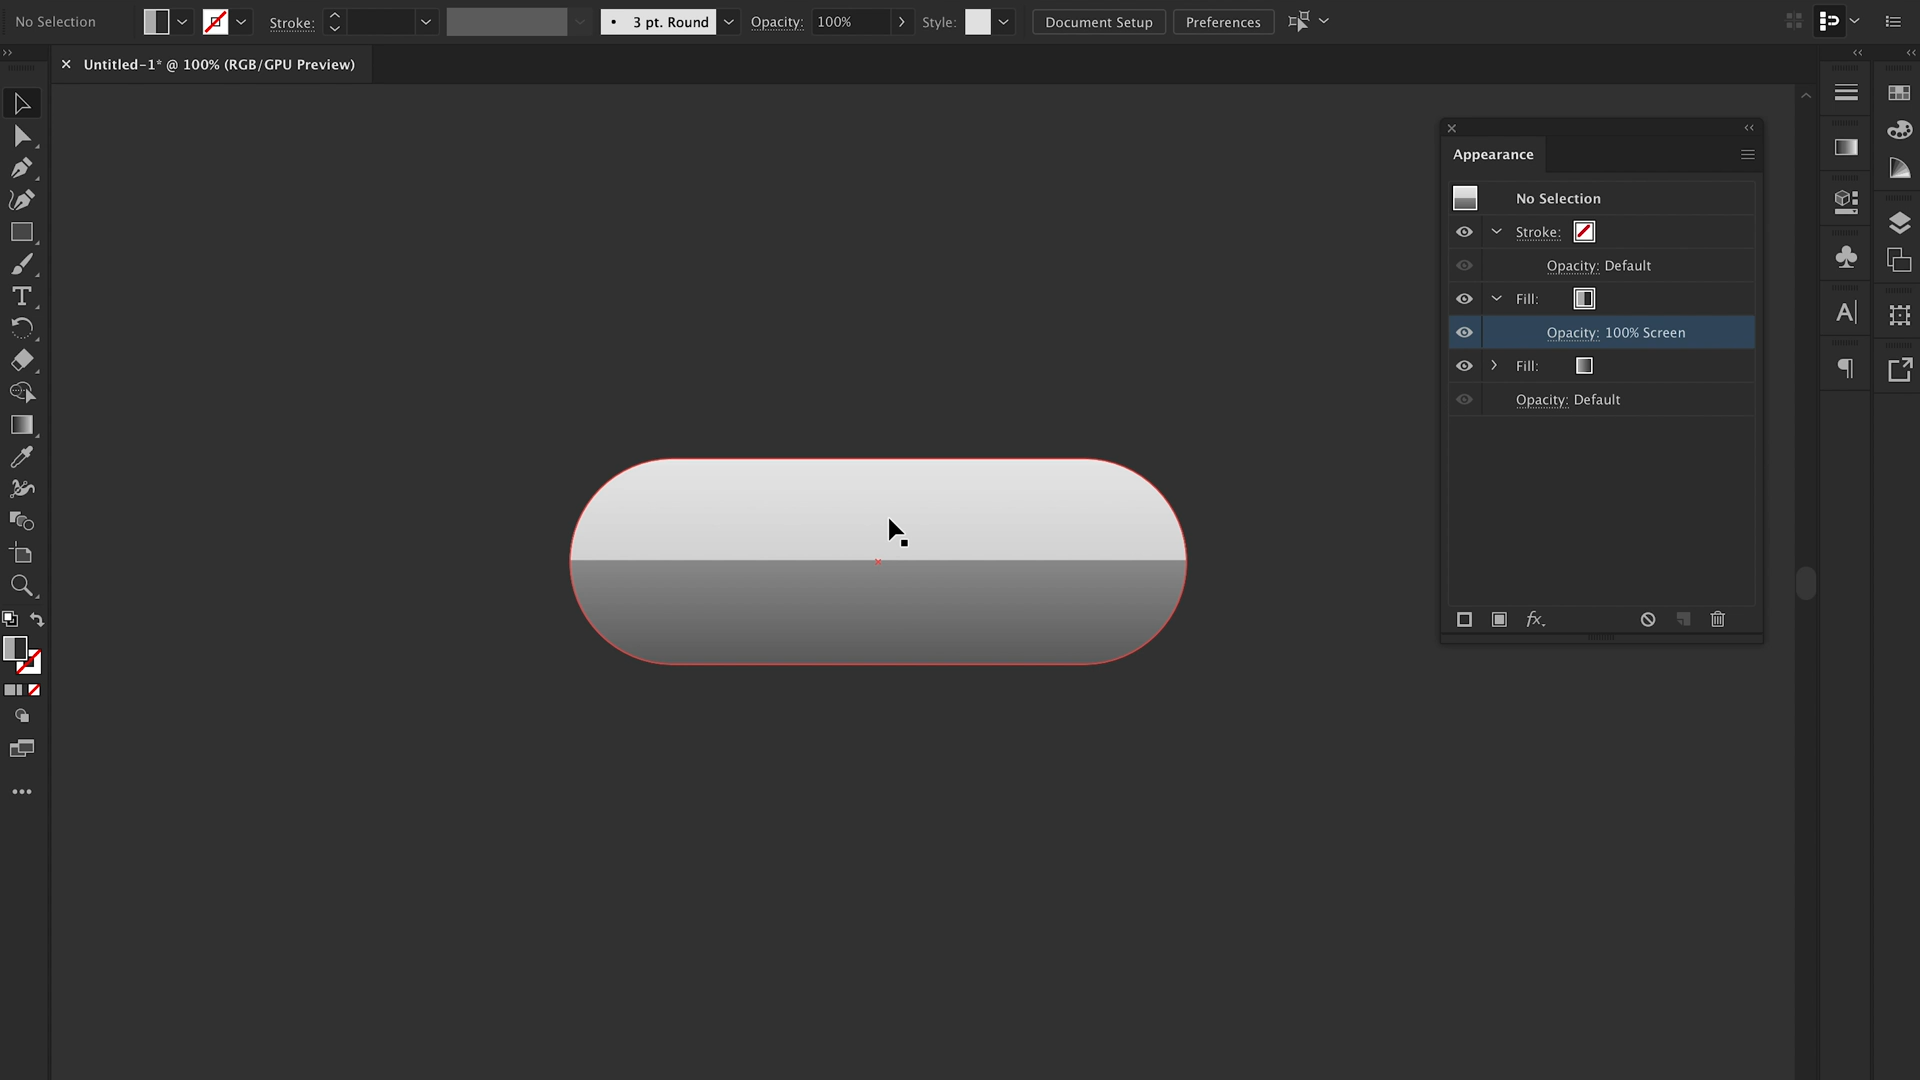 No Selection
Stroke:
3 pt. Round
Opacity: 100%
Style:
Document Setup
Preferences
Untitled-1* @ 100% (RGB/GPU Preview)
Appearance
No Selection
Stroke:
Opacity: Default
Fill:
Opacity: 100% Screen
Fill:
Opacity: Default
fx.